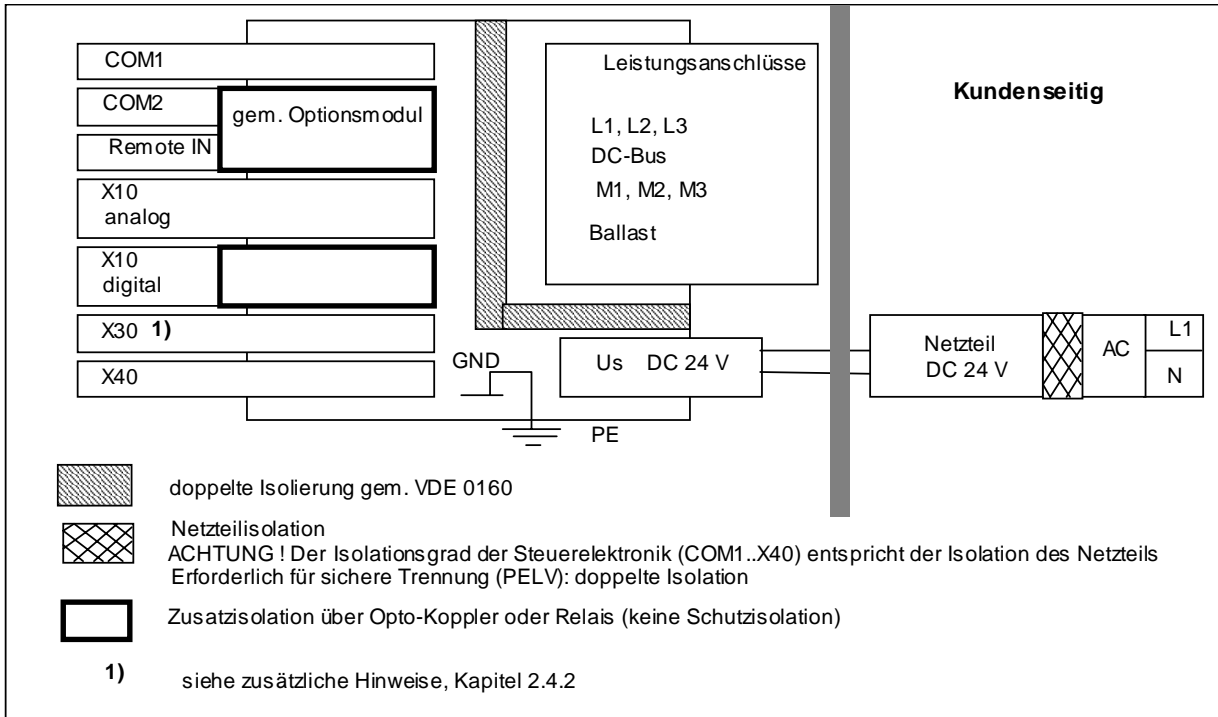 COM1
COM2
gem. Optionsmodul
Remote IN
X10
analog
X10
digital
X30 1)
X40
GND
PE
Leistungsanschlüsse
L1, L2, L3
DC-Bus
M1, M2, M3
Ballast
Us DC 24 V
Kundenseitig
Netzteil
DC 24 V
AC
L1
N
doppelte Isolierung gem. VDE 0160
Netzteilisolation
ACHTUNG ! Der Isolationsgrad der Steuerelektronik (COM1..X40) entspricht der Isolation des Netzteils
Erforderlich für sichere Trennung (PELV): doppelte Isolation
Zusatzisolation über Opto-Koppler oder Relais (keine Schutzisolation)
1) siehe zusätzliche Hinweise, Kapitel 2.4.2